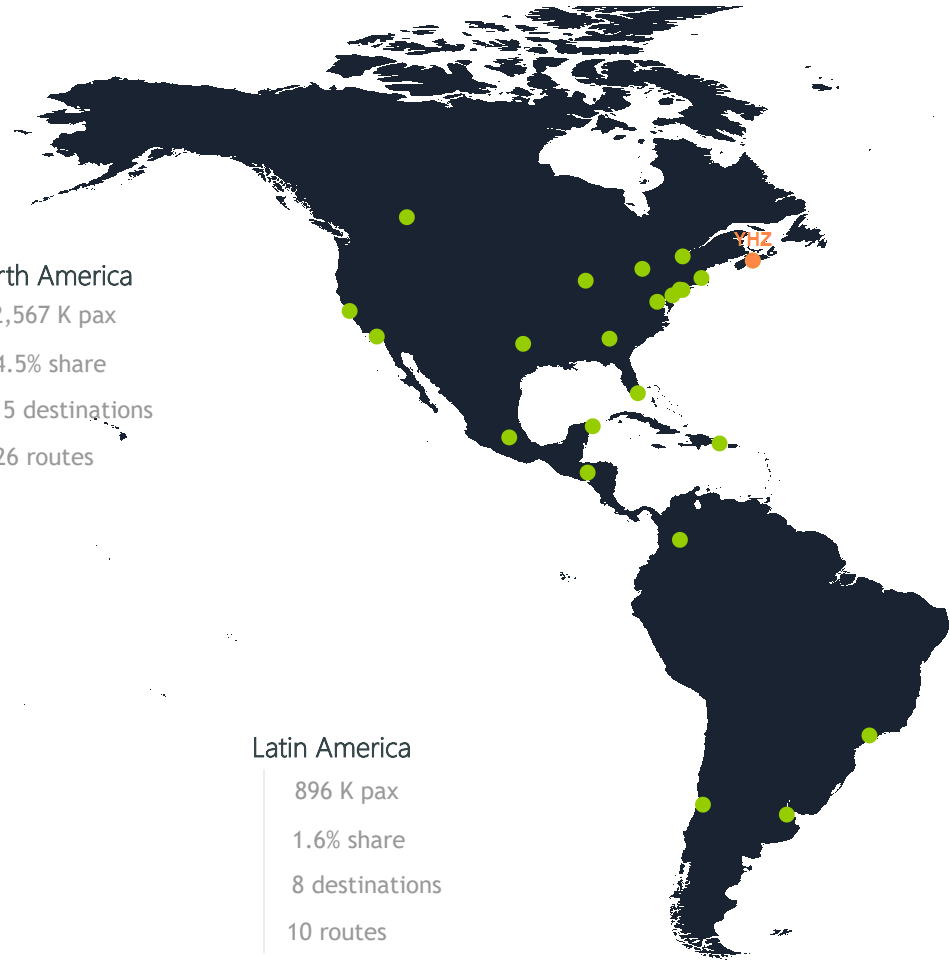 YHZ
rth America
2,567 K pax
4.5% share
5 destinations
26 routes
Latin America
896 K pax
1.6% share
8 destinations
10 routes